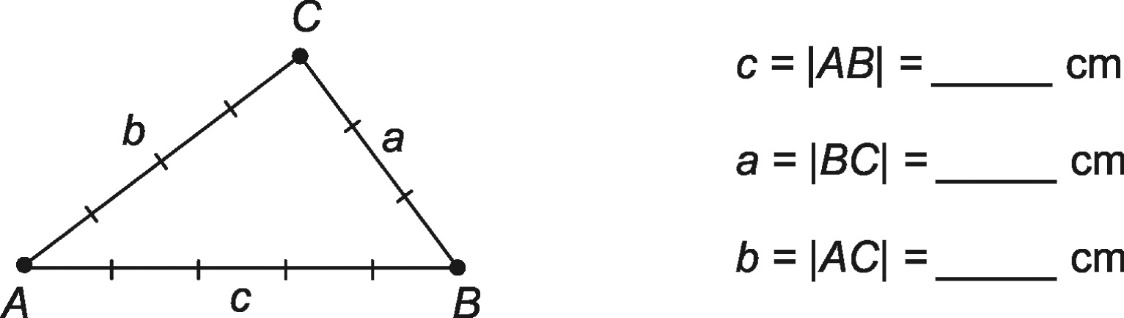 C
b
a
A
c
B
c = |AB| = ______ cm
a = |BC| = ______ cm
b = |AC| = ______ cm